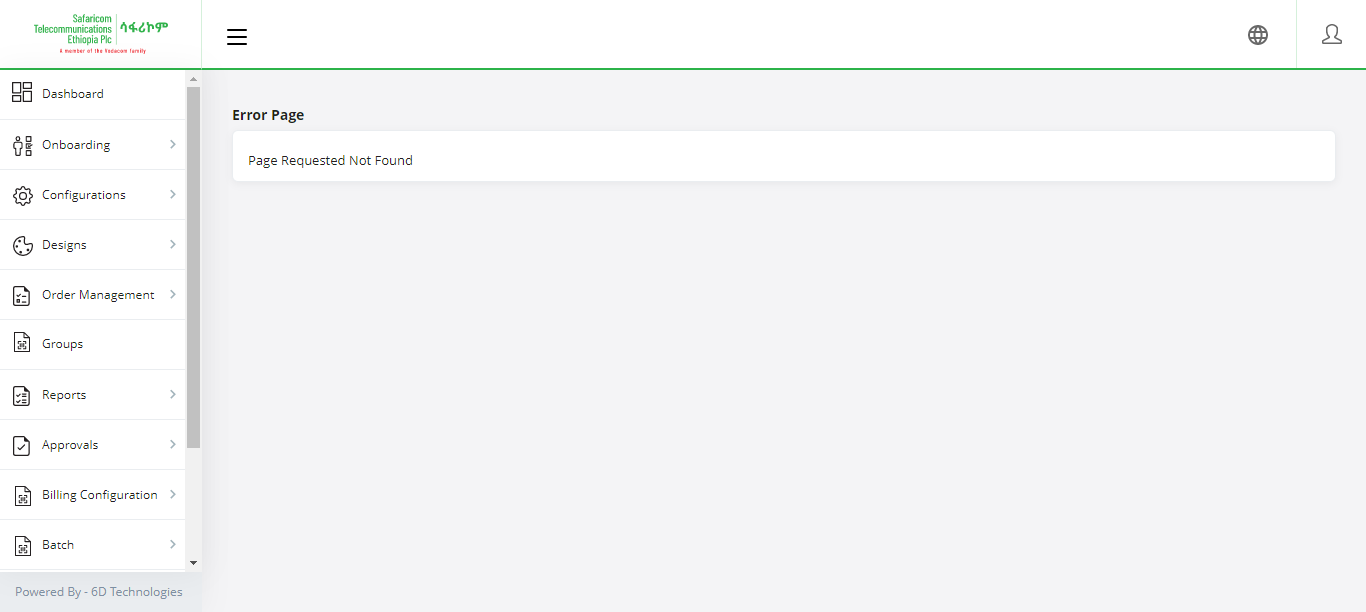 Safaricom
Telecommunications
Ethiopia Plc
ሳፋሪኮም
A member of the Vodacom family
Dashboard
Onboarding
Configurations
Designs
Order Management
Groups
Reports
Approvals
Billing Configuration
Batch
Powered By - 6D Technologies
Error Page
Page Requested Not Found